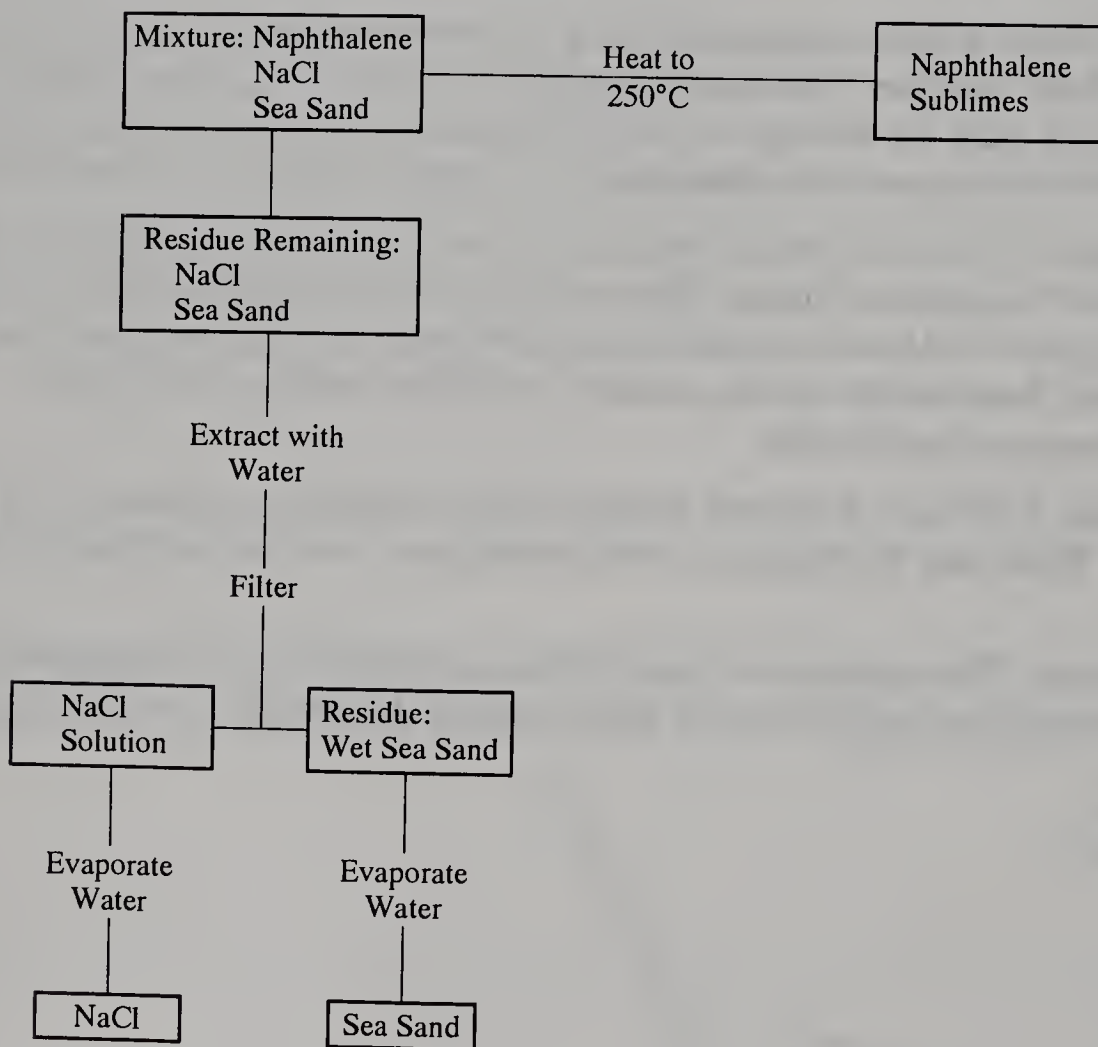 Mixture: Naphthalene
NaCl
Sea Sand
Heat to
250°C
Naphthalene
Sublimes
Residue Remaining:
NaCl
Sea Sand
Extract with
Water
Filter
NaCl
Solution
Residue:
Wet Sea Sand
Evaporate
Water
Evaporate
Water
NaCl
Sea Sand